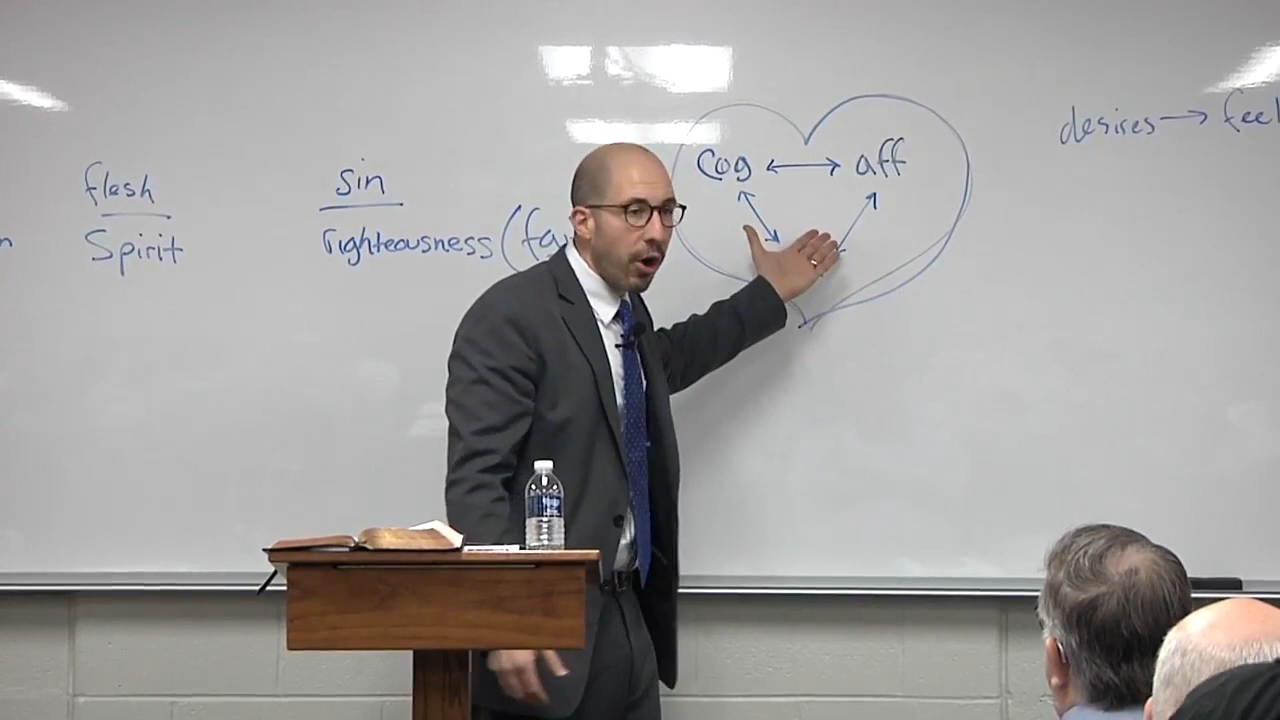 flesh
Spirit
sin
righteousness
cog ↔ aff
desires →